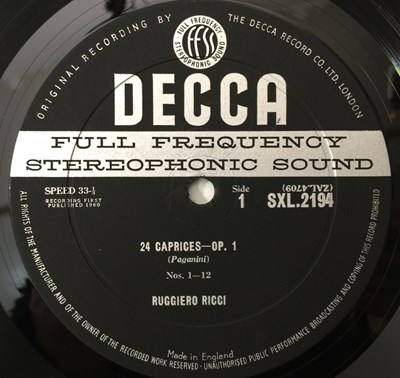 ORIGINAL RECORDING BY
THE DECCA RECORD CO. LTD., LONDON
FULL FREQUENCY
ffss
STEREOPHONIC SOUND
DECCA
FULL FREQUENCY
STEREOPHONIC SOUND
SPEED 33-⅓
RECORDING FIRST
PUBLISHED 1960
Side
1
(ZAL.4709)
SXL.2194
24 CAPRICES—OP. 1
(Paganini)
Nos. 1—12
RUGGIERO RICCI
Made in England
ALL RIGHTS OF THE MANUFACTURER AND OF THE OWNER OF THE RECORDED WORK RESERVED · UNAUTHORISED PUBLIC PERFORMANCE BROADCASTING AND COPYING OF THIS RECORD PROHIBITED